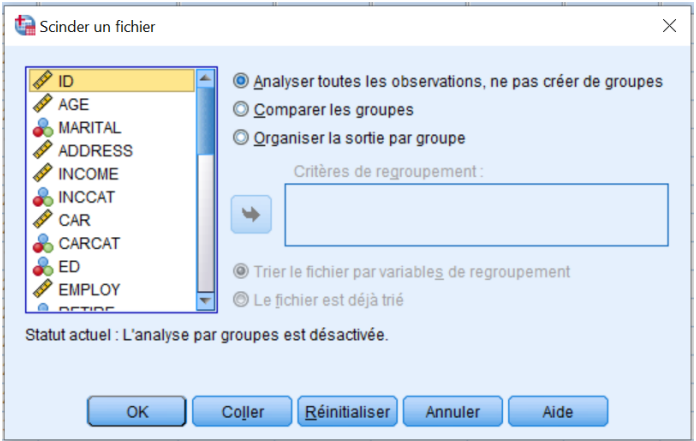 Scinder un fichier
ID
AGE
MARITAL
ADDRESS
INCOME
INCCAT
CAR
CARCAT
ED
EMPLOY
RETIRE
Analyser toutes les observations, ne pas créer de groupes
Comparer les groupes
Organiser la sortie par groupe
Critères de regroupement :
Trier le fichier par variables de regroupement
Le fichier est déjà trié
Statut actuel : L'analyse par groupes est désactivée.
OK
Coller
Réinitialiser
Annuler
Aide